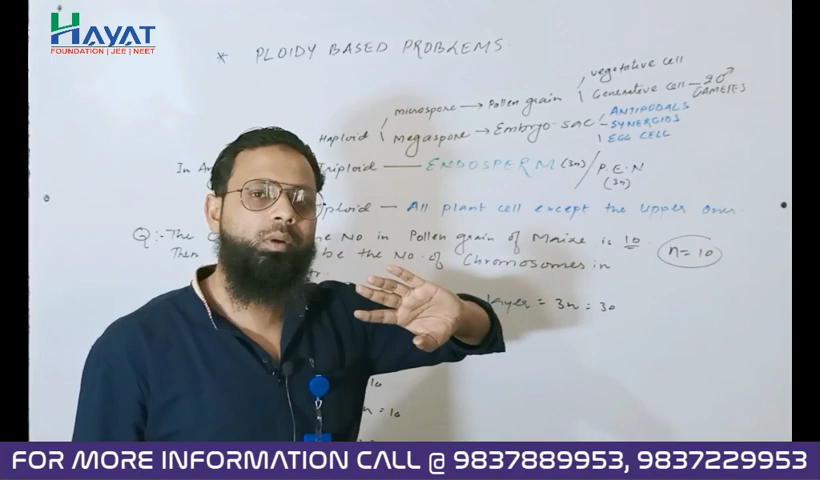 HAYAT
FOUNDATION | JEE | NEET
* PLOIDY BASED PROBLEMS
vegetative cell
microspore → Pollen grain
Generative cell - 2♂ GAMETES
Haploid
Megaspore → Embryo-sac
ANTIPODALS
SYNERGIDS
EGG CELL
In
Triploid — ENDOSPERM (3n) / P.E.N (3n)
ploid — All plant cell except the upper ones.
Q:- The No in Pollen grain of Maize is 10
Then be the No. of Chromosomes in
n = 10
layer = 3n = 30
10
= 10
FOR MORE INFORMATION CALL @ 9837889953, 9837229953